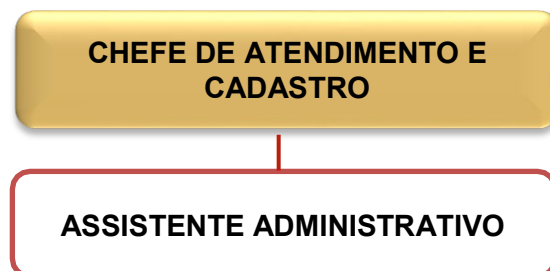 CHEFE DE ATENDIMENTO E
CADASTRO
ASSISTENTE ADMINISTRATIVO